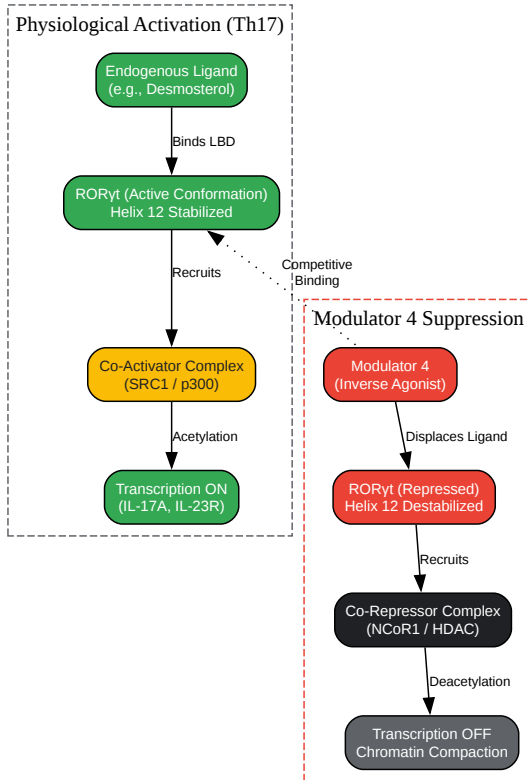 Physiological Activation (Th17)
Endogenous Ligand
(e.g., Desmosterol)
Binds LBD
RORγt (Active Conformation)
Helix 12 Stabilized
Recruits
Co-Activator Complex
(SRC1 / p300)
Acetylation
Transcription ON
(IL-17A, IL-23R)
Competitive
Binding
Modulator 4 Suppression
Modulator 4
(Inverse Agonist)
Displaces Ligand
RORγt (Repressed)
Helix 12 Destabilized
Recruits
Co-Repressor Complex
(NCoR1 / HDAC)
Deacetylation
Transcription OFF
Chromatin Compaction